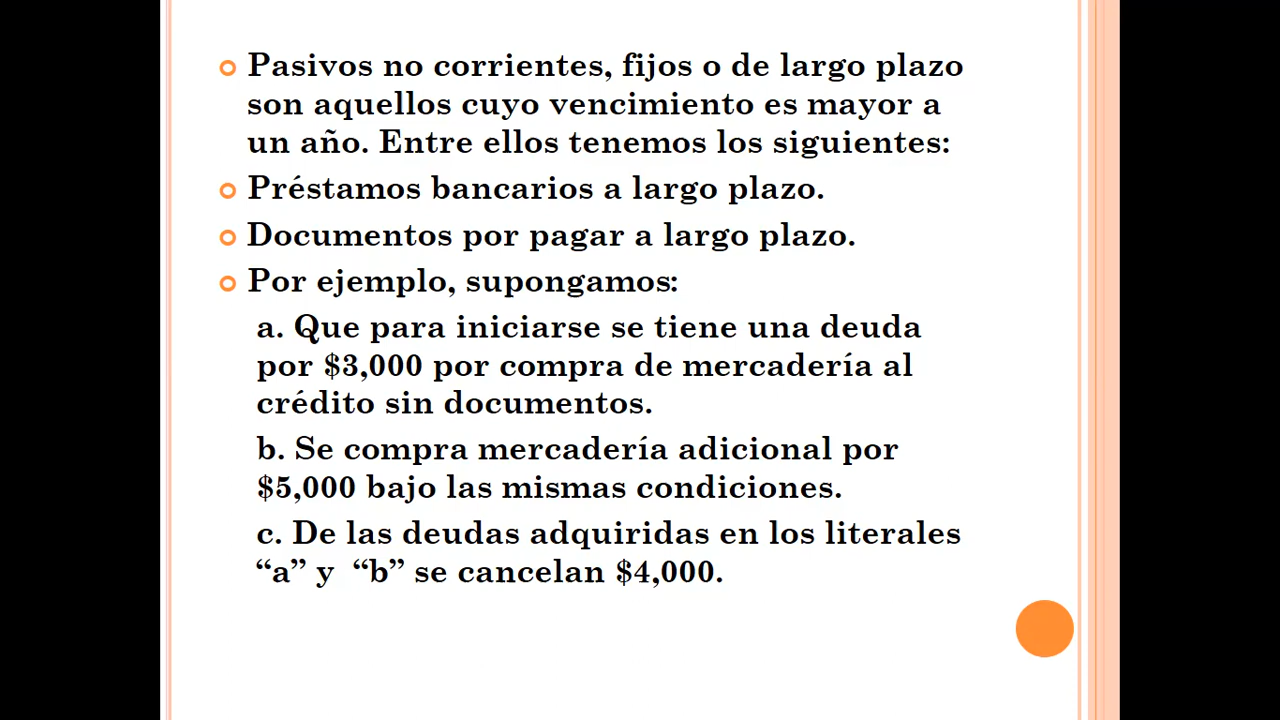 Pasivos no corrientes, fijos o de largo plazo
son aquellos cuyo vencimiento es mayor a
un año. Entre ellos tenemos los siguientes:
Préstamos bancarios a largo plazo.
Documentos por pagar a largo plazo.
Por ejemplo, supongamos:
a. Que para iniciarse se tiene una deuda
por $3,000 por compra de mercadería al
crédito sin documentos.
b. Se compra mercadería adicional por
$5,000 bajo las mismas condiciones.
c. De las deudas adquiridas en los literales
“a” y “b” se cancelan $4,000.